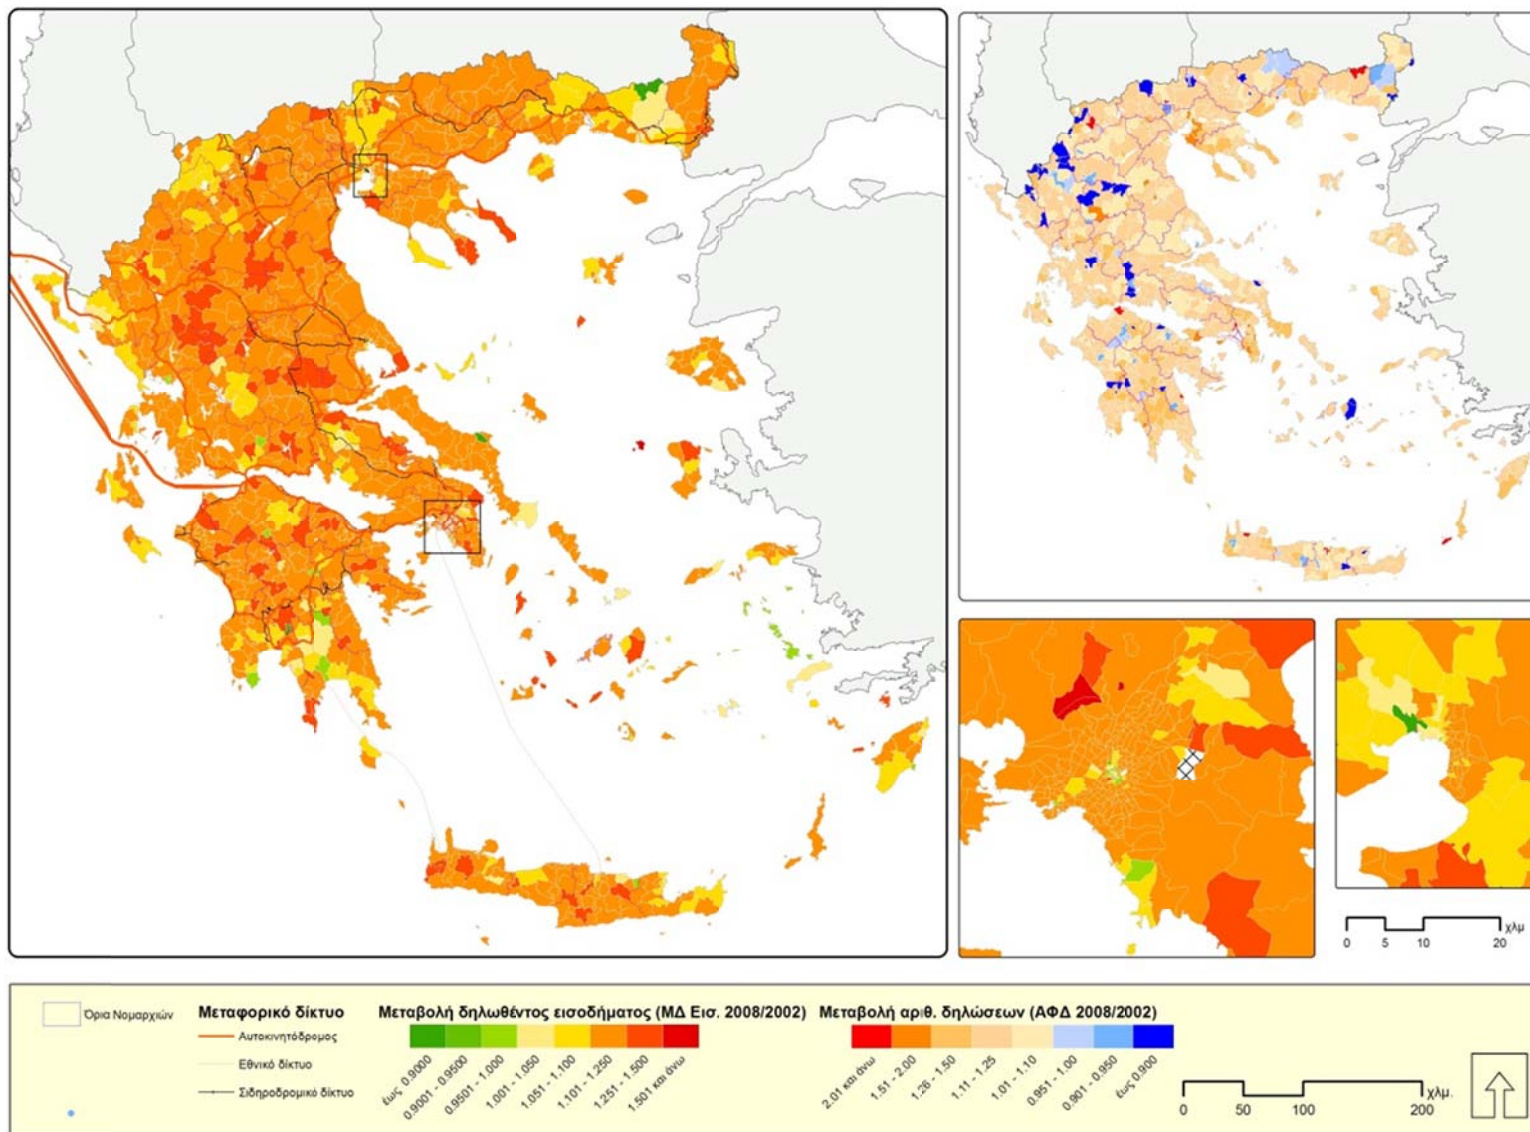 0 5 10 20 χλμ
Όρια Νομαρχιών
Μεταφορικό δίκτυο
Αυτοκινητόδρομος
Εθνικό δίκτυο
Σιδηροδρομικό δίκτυο
Μεταβολή δηλωθέντος εισοδήματος (ΜΔ Εισ. 2008/2002)
έως 0.9000
0.9001 - 0.9500
0.9501 - 1.000
1.001 - 1.050
1.051 - 1.100
1.101 - 1.250
1.251 - 1.500
1.501 και άνω
Μεταβολή αριθ. δηλώσεων (ΑΦΔ 2008/2002)
2.01 και άνω
1.51 - 2.00
1.26 - 1.50
1.11 - 1.25
1.01 - 1.10
0.951 - 1.00
0.901 - 0.950
έως 0.900
0 50 100 200 χλμ.